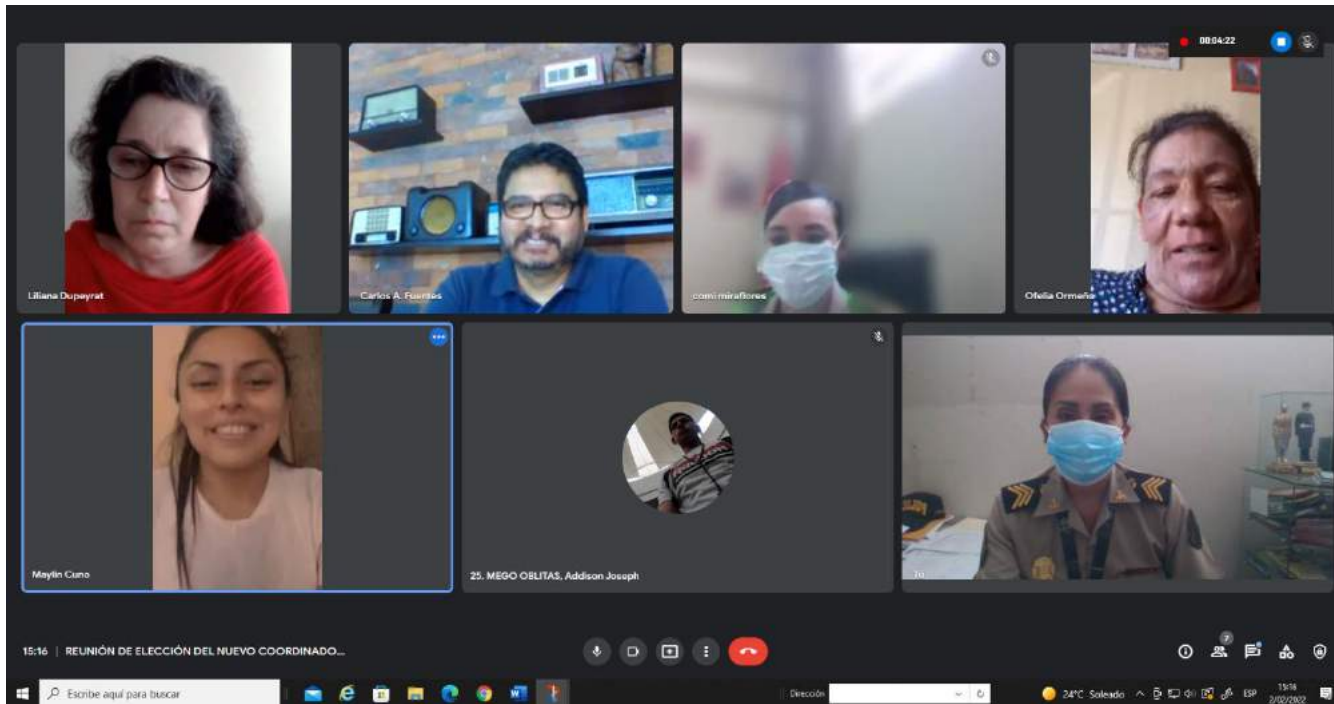 00:04:22
Liliana Dupeyrat
Carlos A. Fuentes
comi miraflores
Ofelia Ormeño
Maylin Cuno
25. MEGO OBLITAS, Addison Joseph
Tú
15:16 | REUNIÓN DE ELECCIÓN DEL NUEVO COORDINADO...
7
Escribe aquí para buscar
Dirección
24°C Soleado
ESP
15:16
2/02/2022